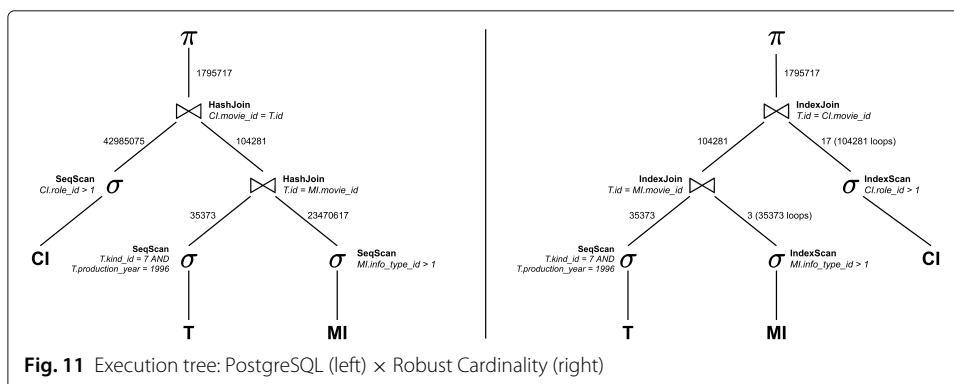 π
1795717
HashJoin
CI.movie_id = T.id
42985075
104281
SeqScan
CI.role_id > 1
σ
HashJoin
T.id = MI.movie_id
35373
23470617
CI
SeqScan
T.kind_id = 7 AND
T.production_year = 1996
σ
σ
SeqScan
MI.info_type_id > 1
T
MI
π
1795717
IndexJoin
T.id = CI.movie_id
104281
17 (104281 loops)
IndexJoin
T.id = MI.movie_id
σ
IndexScan
CI.role_id > 1
35373
3 (35373 loops)
SeqScan
T.kind_id = 7 AND
T.production_year = 1996
σ
σ
IndexScan
MI.info_type_id > 1
CI
T
MI
Fig. 11 Execution tree: PostgreSQL (left) × Robust Cardinality (right)